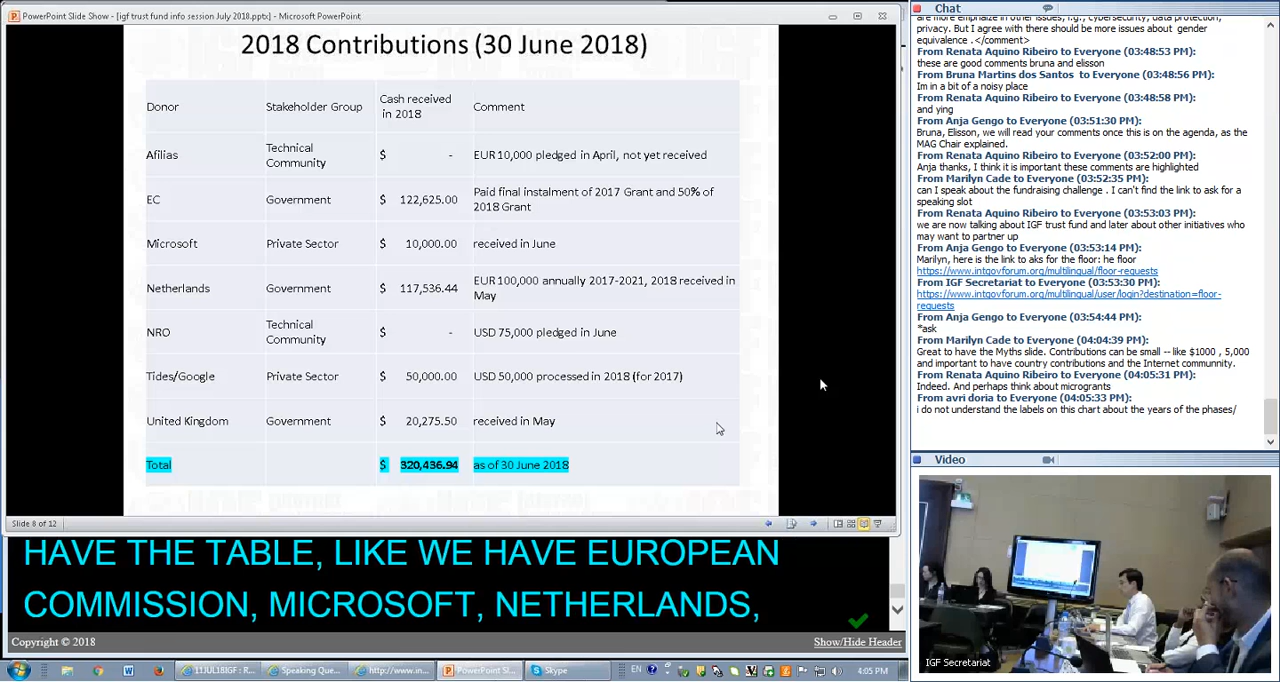 PowerPoint Slide Show - [igf trust fund info session July 2018.pptx] - Microsoft PowerPoint
2018 Contributions (30 June 2018)
Donor Stakeholder Group Cash received in 2018 Comment
Afilias Technical Community $ - EUR 10,000 pledged in April, not yet received
EC Government $ 122,625.00 Paid final instalment of 2017 Grant and 50% of 2018 Grant
Microsoft Private Sector $ 10,000.00 received in June
Netherlands Government $ 117,536.44 EUR 100,000 annually 2017-2021, 2018 received in May
NRO Technical Community $ - USD 75,000 pledged in June
Tides/Google Private Sector $ 50,000.00 USD 50,000 processed in 2018 (for 2017)
United Kingdom Government $ 20,275.50 received in May
Total $ 320,436.94 as of 30 June 2018
Slide 8 of 12
HAVE THE TABLE, LIKE WE HAVE EUROPEAN
COMMISSION, MICROSOFT, NETHERLANDS,
Copyright © 2018 Show/Hide Header
11JUL18IGF : R... Speaking Que... http://www.in... PowerPoint Sl... Skype EN 4:05 PM
Chat
are more emphaize in other issues, i.g., cybersecurity, data protection,
privacy. But I agree with there should be more issues about gender
equivalence .</comment>
From Renata Aquino Ribeiro to Everyone (03:48:53 PM):
these are good comments bruna and elisson
From Bruna Martins dos Santos to Everyone (03:48:56 PM):
Im in a bit of a noisy place
From Renata Aquino Ribeiro to Everyone (03:48:58 PM):
and ying
From Anja Gengo to Everyone (03:51:30 PM):
Bruna, Elisson, we will read your comments once this is on the agenda, as the
MAG Chair explained.
From Renata Aquino Ribeiro to Everyone (03:52:00 PM):
Anja thanks, I think it is important these comments are highlighted
From Marilyn Cade to Everyone (03:52:35 PM):
can I speak about the fundraising challenge . I can't find the link to ask for a
speaking slot
From Renata Aquino Ribeiro to Everyone (03:53:03 PM):
we are now talking about IGF trust fund and later about other initiatives who
may want to partner up
From Anja Gengo to Everyone (03:53:14 PM):
Marilyn, here is the link to aks for the floor: he floor
https://www.intgovforum.org/multilingual/floor-requests
From IGF Secretariat to Everyone (03:53:30 PM):
https://www.intgovforum.org/multilingual/user/login?destination=floor-
requests
From Anja Gengo to Everyone (03:54:44 PM):
*ask
From Marilyn Cade to Everyone (04:04:39 PM):
Great to have the Myths slide. Contributions can be small -- like $1000 , 5,000
and important to have country contributions and the Internet communnity.
From Renata Aquino Ribeiro to Everyone (04:05:31 PM):
Indeed. And perhaps think about microgrants
From avri doria to Everyone (04:05:33 PM):
i do not understand the labels on this chart about the years of the phases/
Video
IGF Secretariat